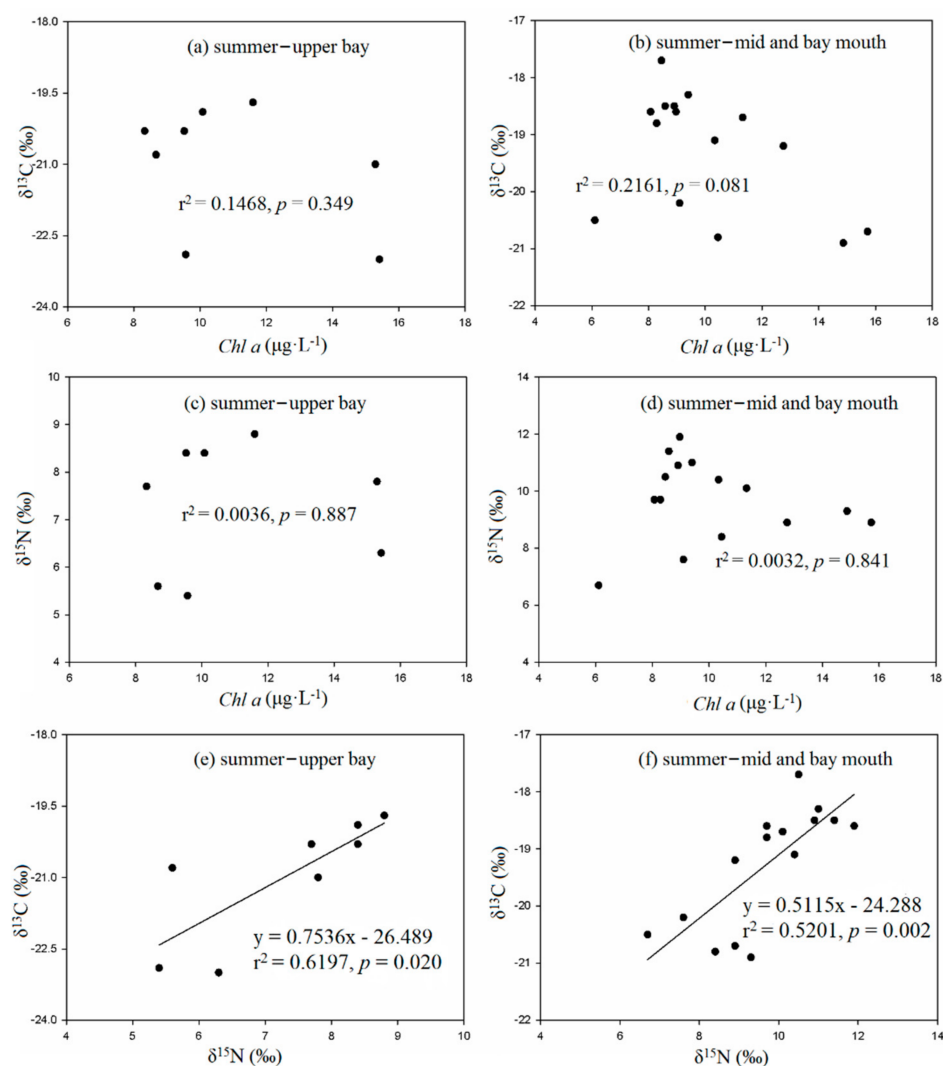 (a) summer−upper bay
-18.0
-19.5
-21.0
-22.5
-24.0
δ¹³C (‰)
r² = 0.1468, p = 0.349
6 8 10 12 14 16 18
Chl a (μg·L⁻¹)
(b) summer−mid and bay mouth
-17
-18
-19
-20
-21
-22
δ¹³C (‰)
r² = 0.2161, p = 0.081
4 6 8 10 12 14 16 18
Chl a (μg·L⁻¹)
(c) summer−upper bay
10
9
8
7
6
5
4
δ¹⁵N (‰)
r² = 0.0036, p = 0.887
6 8 10 12 14 16 18
Chl a (μg·L⁻¹)
(d) summer−mid and bay mouth
14
12
10
8
6
4
δ¹⁵N (‰)
r² = 0.0032, p = 0.841
4 6 8 10 12 14 16 18
Chl a (μg·L⁻¹)
(e) summer−upper bay
-18.0
-19.5
-21.0
-22.5
-24.0
δ¹³C (‰)
y = 0.7536x - 26.489
r² = 0.6197, p = 0.020
4 5 6 7 8 9 10
δ¹⁵N (‰)
(f) summer−mid and bay mouth
-17
-18
-19
-20
-21
-22
δ¹³C (‰)
y = 0.5115x - 24.288
r² = 0.5201, p = 0.002
4 6 8 10 12 14
δ¹⁵N (‰)